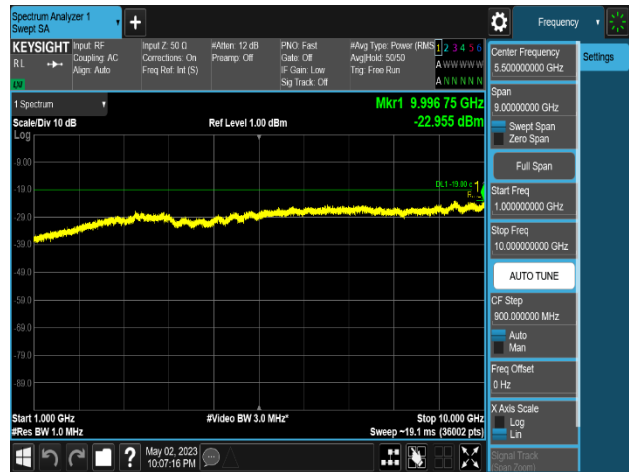 Spectrum Analyzer 1
Swept SA
Frequency
KEYSIGHT
Input: RF
Input Z: 50 Ω
#Atten: 12 dB
PNO: Fast
#Avg Type: Power (RMS
1 2 3 4 5 6
RL
Coupling: AC
Corrections: On
Preamp: Off
Gate: Off
Avg|Hold: 50/50
A W W W W W
Align: Auto
Freq Ref: Int (S)
IF Gain: Low
Trig: Free Run
Sig Track: Off
A N N N N N
1 Spectrum
Mkr1 9.996 75 GHz
Scale/Div 10 dB
Ref Level 1.00 dBm
-22.955 dBm
Log
-9.00
-19.0
-29.0
-39.0
-49.0
-59.0
-69.0
-79.0
-89.0
1
Start 1.000 GHz
#Video BW 3.0 MHz*
Stop 10.000 GHz
#Res BW 1.0 MHz
Sweep ~19.1 ms (36002 pts)
Center Frequency
5.500000000 GHz
Settings
Span
9.00000000 GHz
Swept Span
Zero Span
Full Span
Start Freq
1.000000000 GHz
Stop Freq
10.000000000 GHz
AUTO TUNE
CF Step
900.000000 MHz
Auto
Man
Freq Offset
0 Hz
X Axis Scale
Log
Lin
Signal Track
(Span Zoom)
?
May 02, 2023
10:07:16 PM